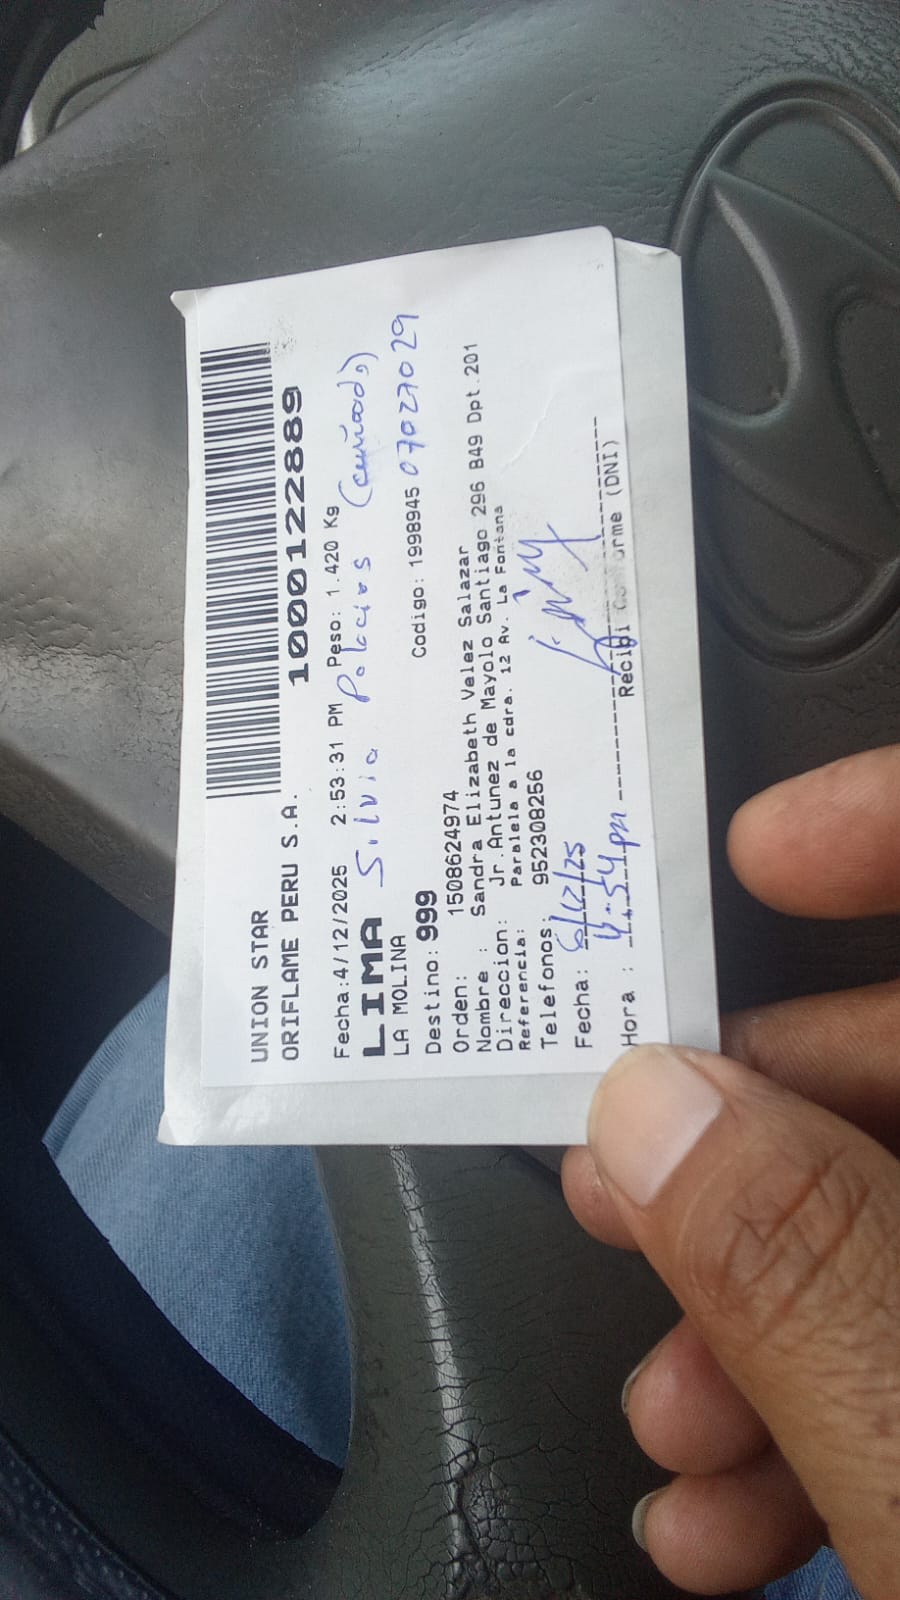 UNION STAR
ORIFLAME PERU S.A.
1000122889
Fecha:4/12/2025 2:53:31 PM Peso: 1.420 Kg
LIMA Silvia Palacios (cuñada)
LA MOLINA Codigo: 1998945 07027029
Destino: 999
Orden: 1508624974
Nombre : Sandra Elizabeth Velez Salazar
Direccion: Jr.Antunez de Mayolo Santiago 296 B49 Dpt.201
Referencia: Paralela a la cdra. 12 Av. La Fontana
Telefonos: 952308256
Fecha: 6/12/25
Hora : 4:54 pm Recibi Conforme (DNI)